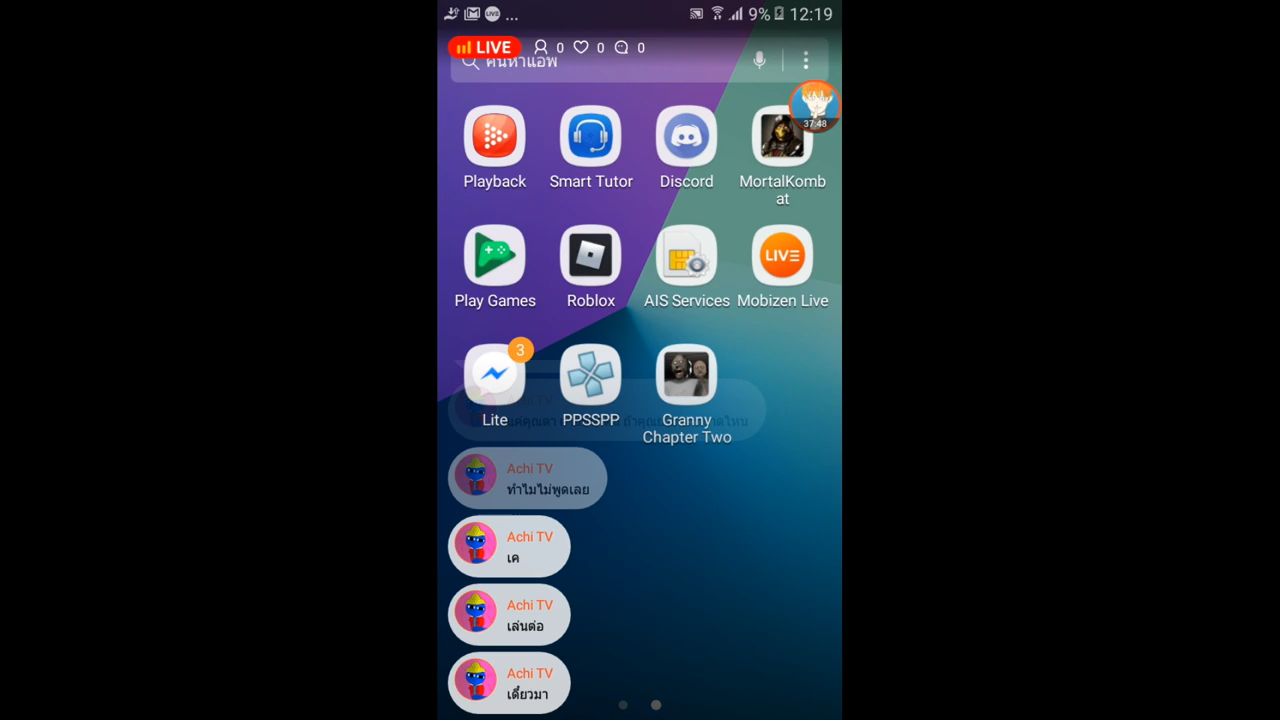 LIVE ... 9% 12:19
LIVE 0 0 0
ค้นหาแอพ
37:48
Playback
Smart Tutor
Discord
MortalKomb
at
LIVE
Play Games
Roblox
AIS Services
Mobizen Live
3
Lite
PPSSPP
Granny
Chapter Two
Achi TV
Achi TV
ทำไมไม่พูดเลย
Achi TV
เค
Achi TV
เล่นต่อ
Achi TV
เดี๋ยวมา